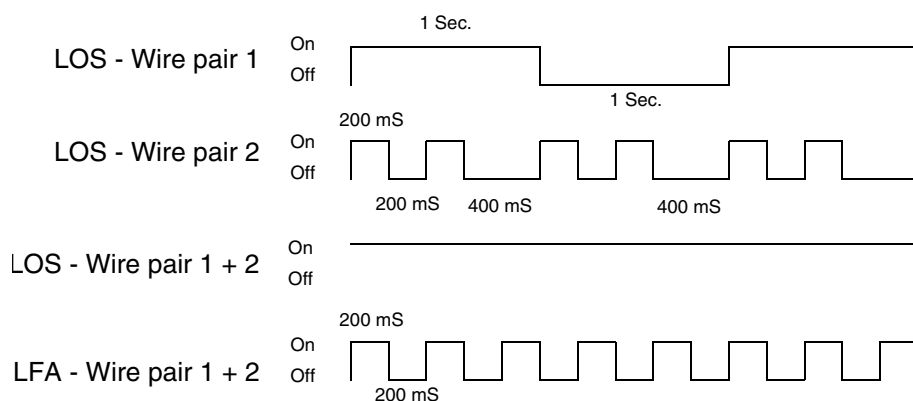 1 Sec.
LOS - Wire pair 1
On
Off
1 Sec.
200 mS
LOS - Wire pair 2
On
Off
200 mS
400 mS
400 mS
LOS - Wire pair 1 + 2
On
Off
200 mS
LFA - Wire pair 1 + 2
On
Off
200 mS